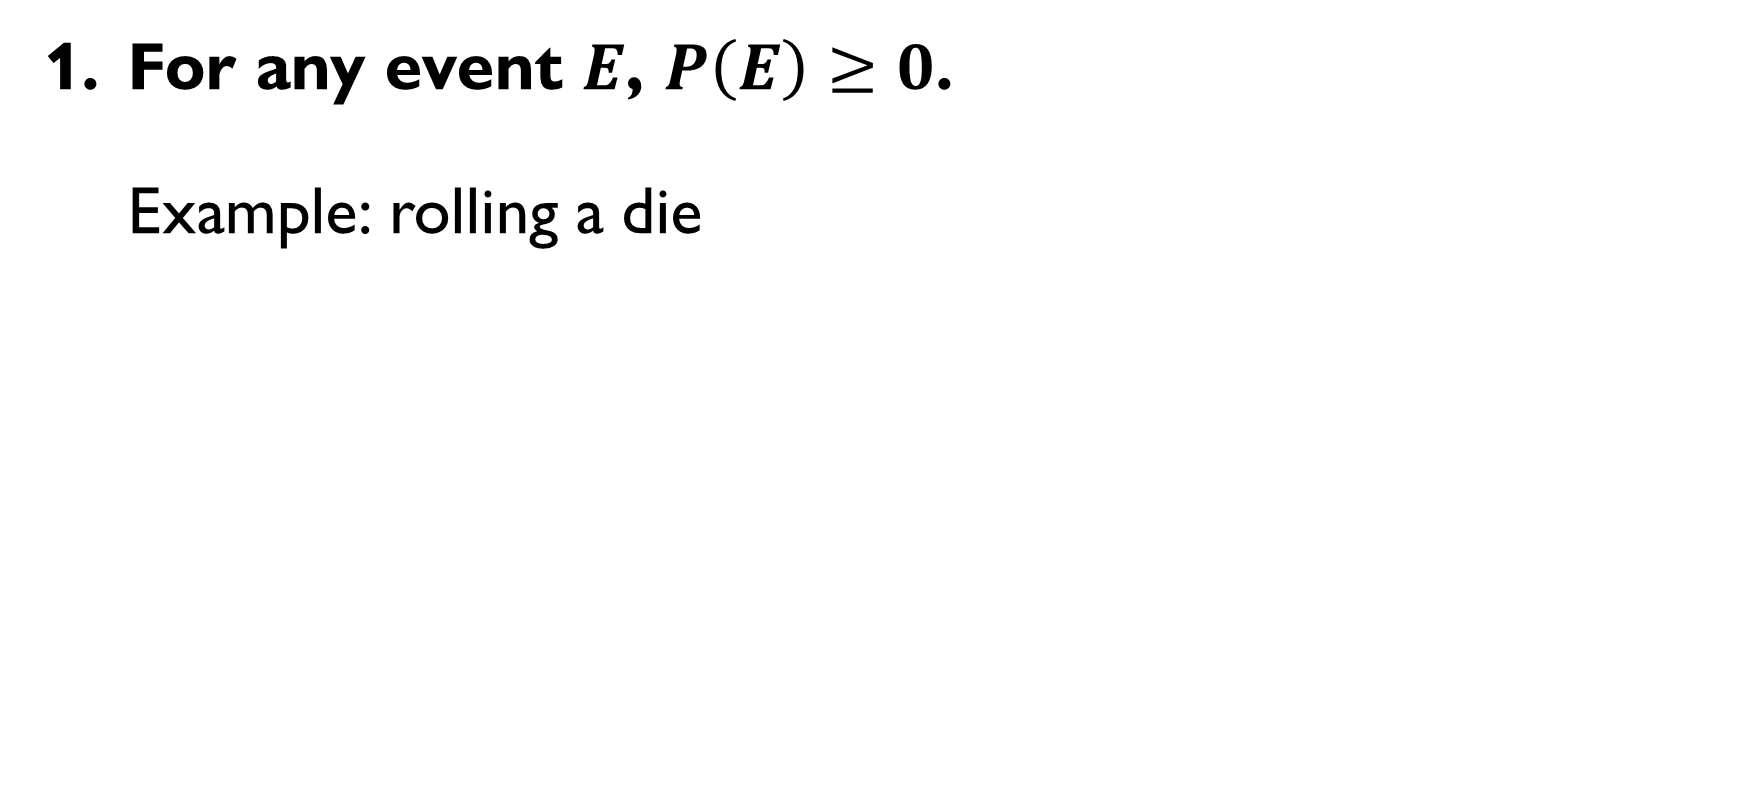 1. For any event E, P(E) ≥ 0.
Example: rolling a die